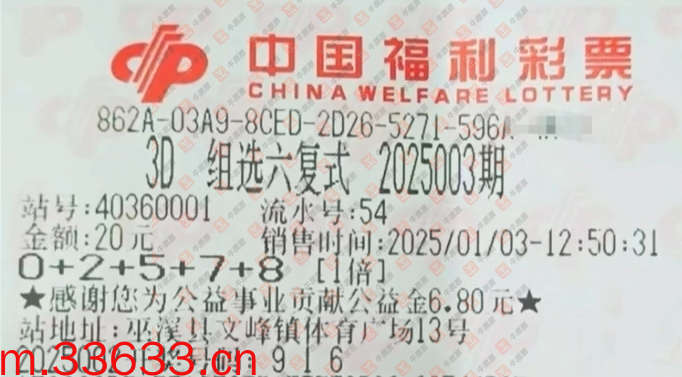 中国福利彩票
CHINA WELFARE LOTTERY
862A-03A9-8CED-2D26-5271-596A-
3D 组选六复式 2025003期
站号:40360001 流水号:54
金额:20元 销售时间:2025/01/03-12:50:31
0+2+5+7+8 [1倍]
★感谢您为公益事业贡献公益金6.80元★
站地址:巫溪县文峰镇体育广场13号
m.33633.cn
916